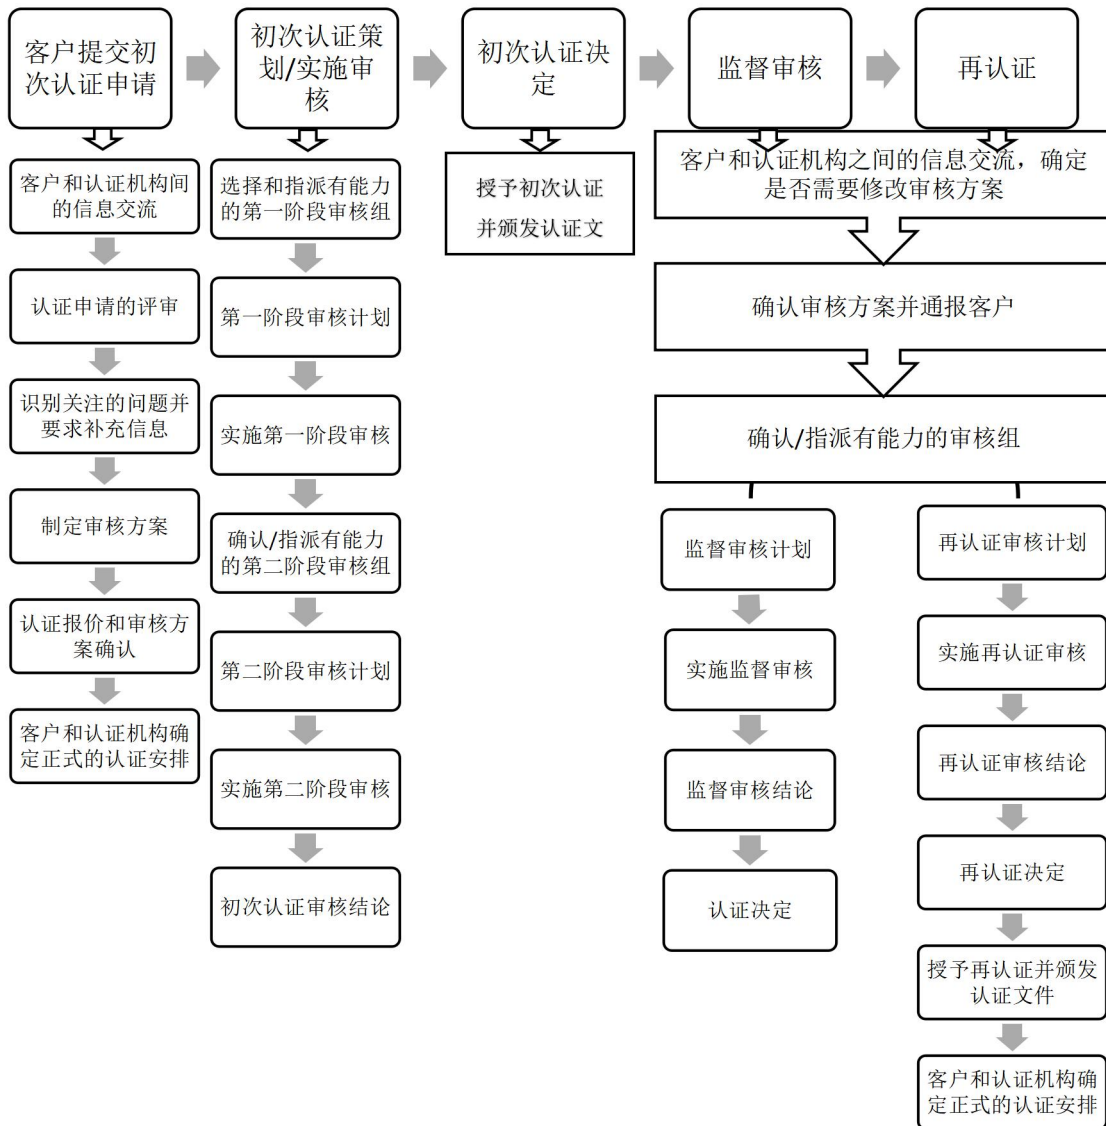 客户提交初
次认证申请
初次认证策
划/实施审
核
初次认证决
定
监督审核
再认证
客户和认证机构间
的信息交流
认证申请的评审
识别关注的问题并
要求补充信息
制定审核方案
认证报价和审核方
案确认
客户和认证机构确
定正式的认证安排
选择和指派有能力
的第一阶段审核组
第一阶段审核计划
实施第一阶段审核
确认/指派有能力
的第二阶段审核组
第二阶段审核计划
实施第二阶段审核
初次认证审核结论
授予初次认证
并颁发认证文
客户和认证机构之间的信息交流，确定
是否需要修改审核方案
确认审核方案并通报客户
确认/指派有能力的审核组
监督审核计划
实施监督审核
监督审核结论
认证决定
再认证审核计划
实施再认证审核
再认证审核结论
再认证决定
授予再认证并颁发
认证文件
客户和认证机构确
定正式的认证安排